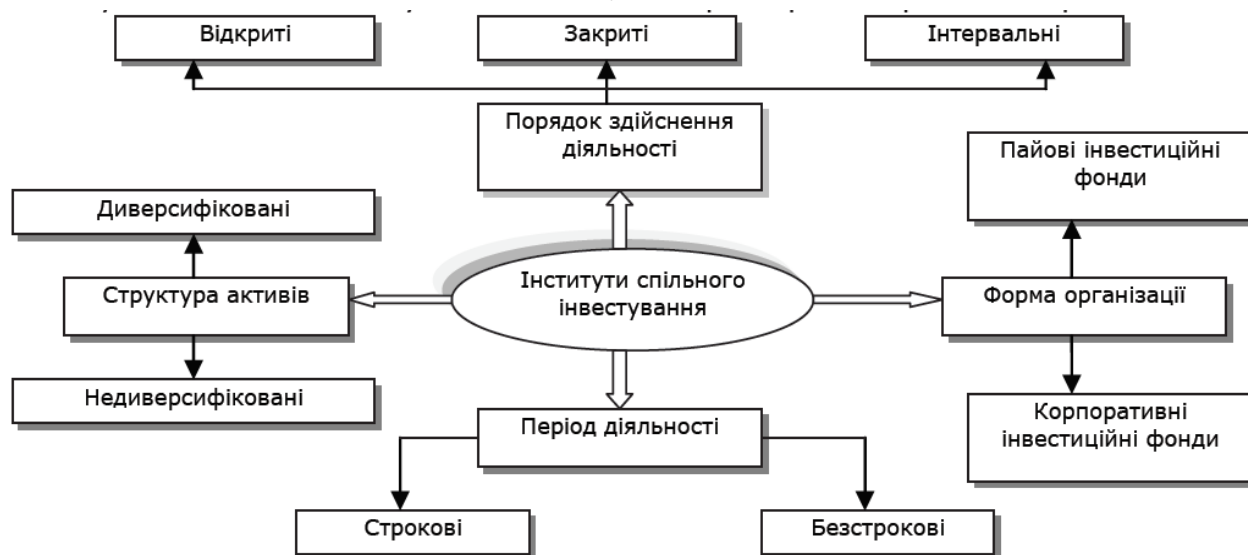 Відкриті
Закриті
Інтервальні
Порядок здійснення
діяльності
Пайові інвестиційні
фонди
Диверсифіковані
Структура активів
Інститути спільного
інвестування
Форма організації
Недиверсифіковані
Період діяльності
Корпоративні
інвестиційні фонди
Строкові
Безстрокові